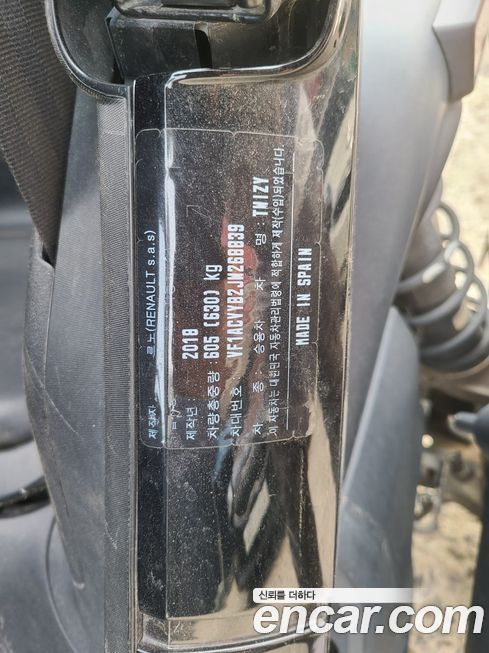 제작자 르노(RENAULT s.a.s)
제작년 2018
차량총중량 : 605 (630) kg
차대번호
차 종 : 승용차 차 명 : TWIZY
이 자동차는 대한민국 자동차관리법령에 적합하게 제작(수입)되었습니다.
MADE IN SPAIN
신뢰를 더하다
encar.com